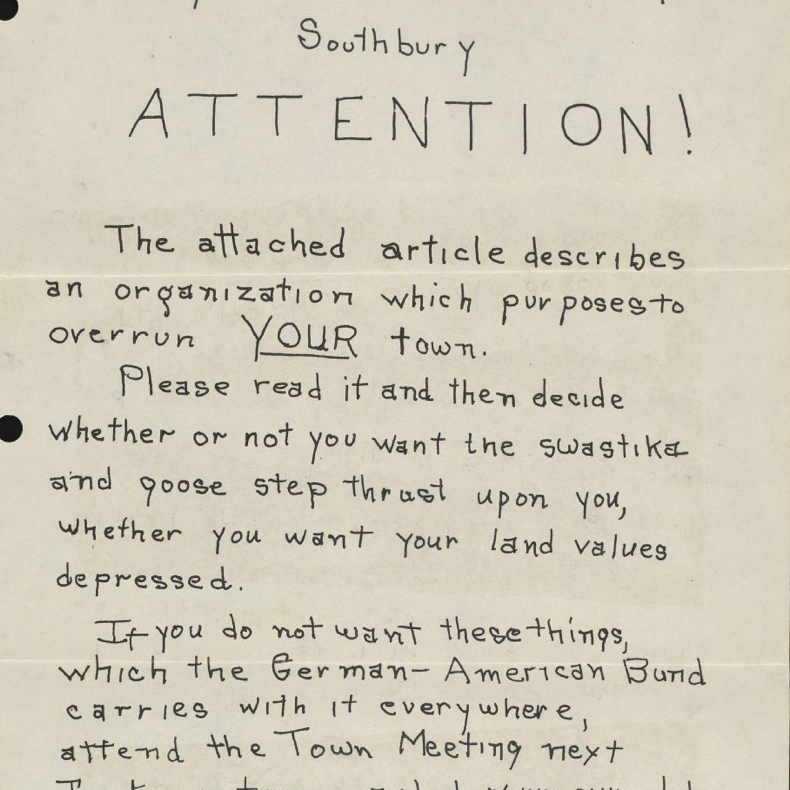 Southbury
ATTENTION!
The attached article describes
an organization which purposes to
overrun YOUR town.
Please read it and then decide
whether or not you want the swastika
and goose step thrust upon you,
whether you want your land values
depressed.
If you do not want these things,
which the German-American Bund
carries with it everywhere,
attend the Town Meeting next